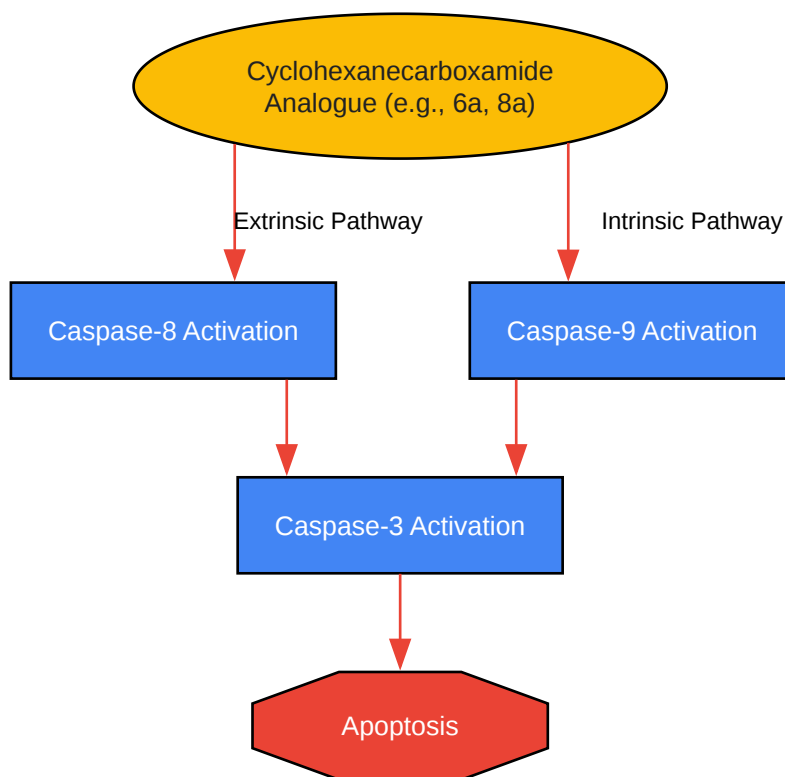 Cyclohexanecarboxamide
Analogue (e.g., 6a, 8a)
Extrinsic Pathway
Intrinsic Pathway
Caspase-8 Activation
Caspase-9 Activation
Caspase-3 Activation
Apoptosis